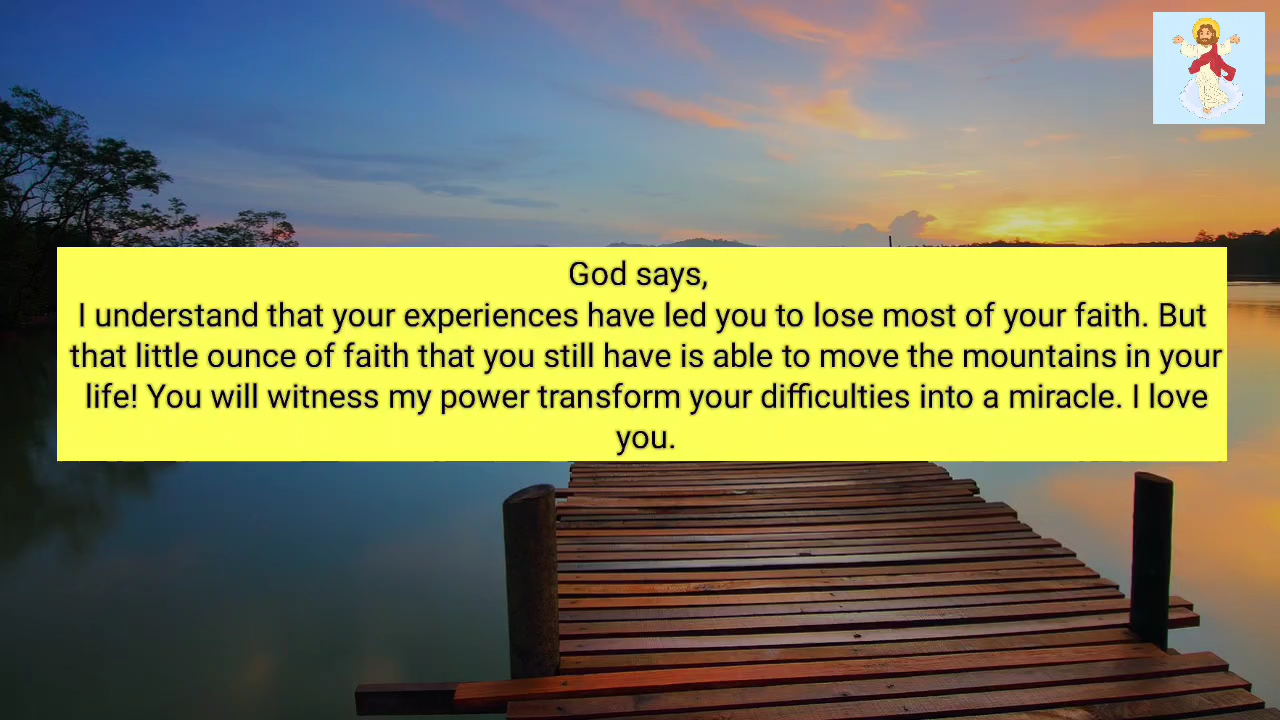 God says,
I understand that your experiences have led you to lose most of your faith. But
that little ounce of faith that you still have is able to move the mountains in your
life! You will witness my power transform your difficulties into a miracle. I love
you.